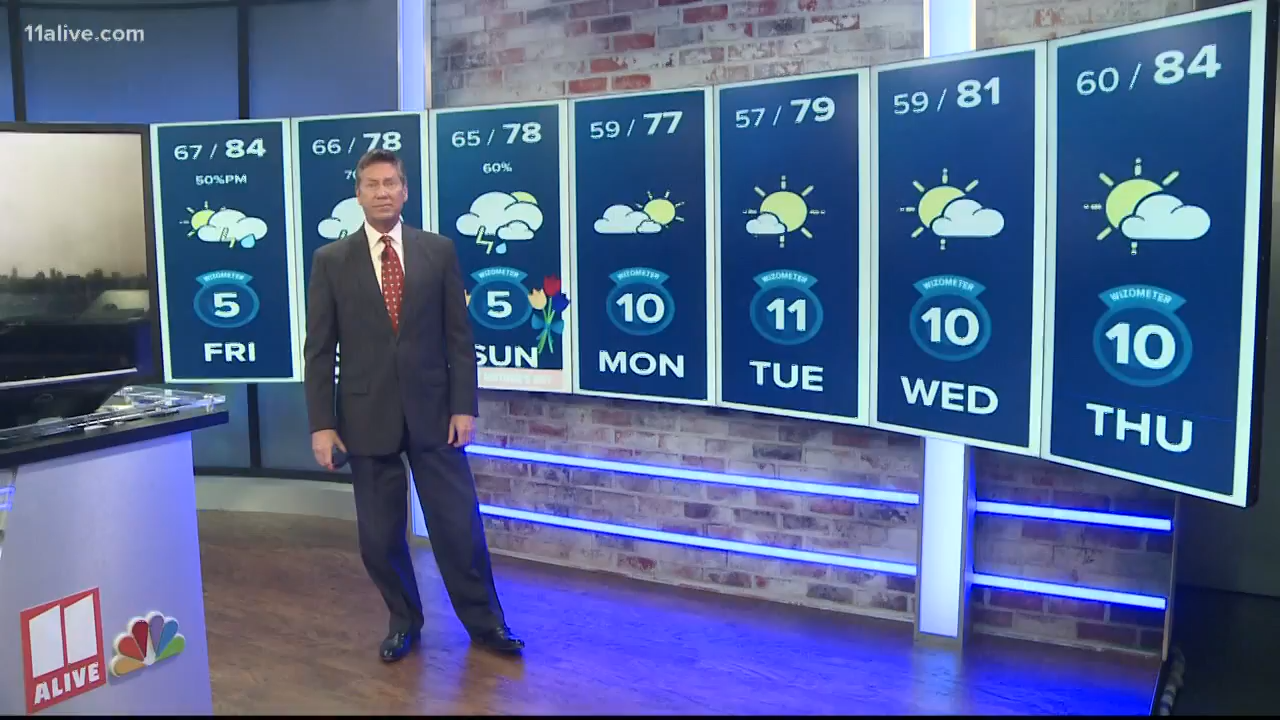 11alive.com
67 / 84
50%PM
WIZOMETER
5
FRI
66 / 78
65 / 78
60%
WIZOMETER
5
SUN
59 / 77
WIZOMETER
10
MON
57 / 79
WIZOMETER
11
TUE
59 / 81
WIZOMETER
10
WED
60 / 84
WIZOMETER
10
THU
11
ALIVE